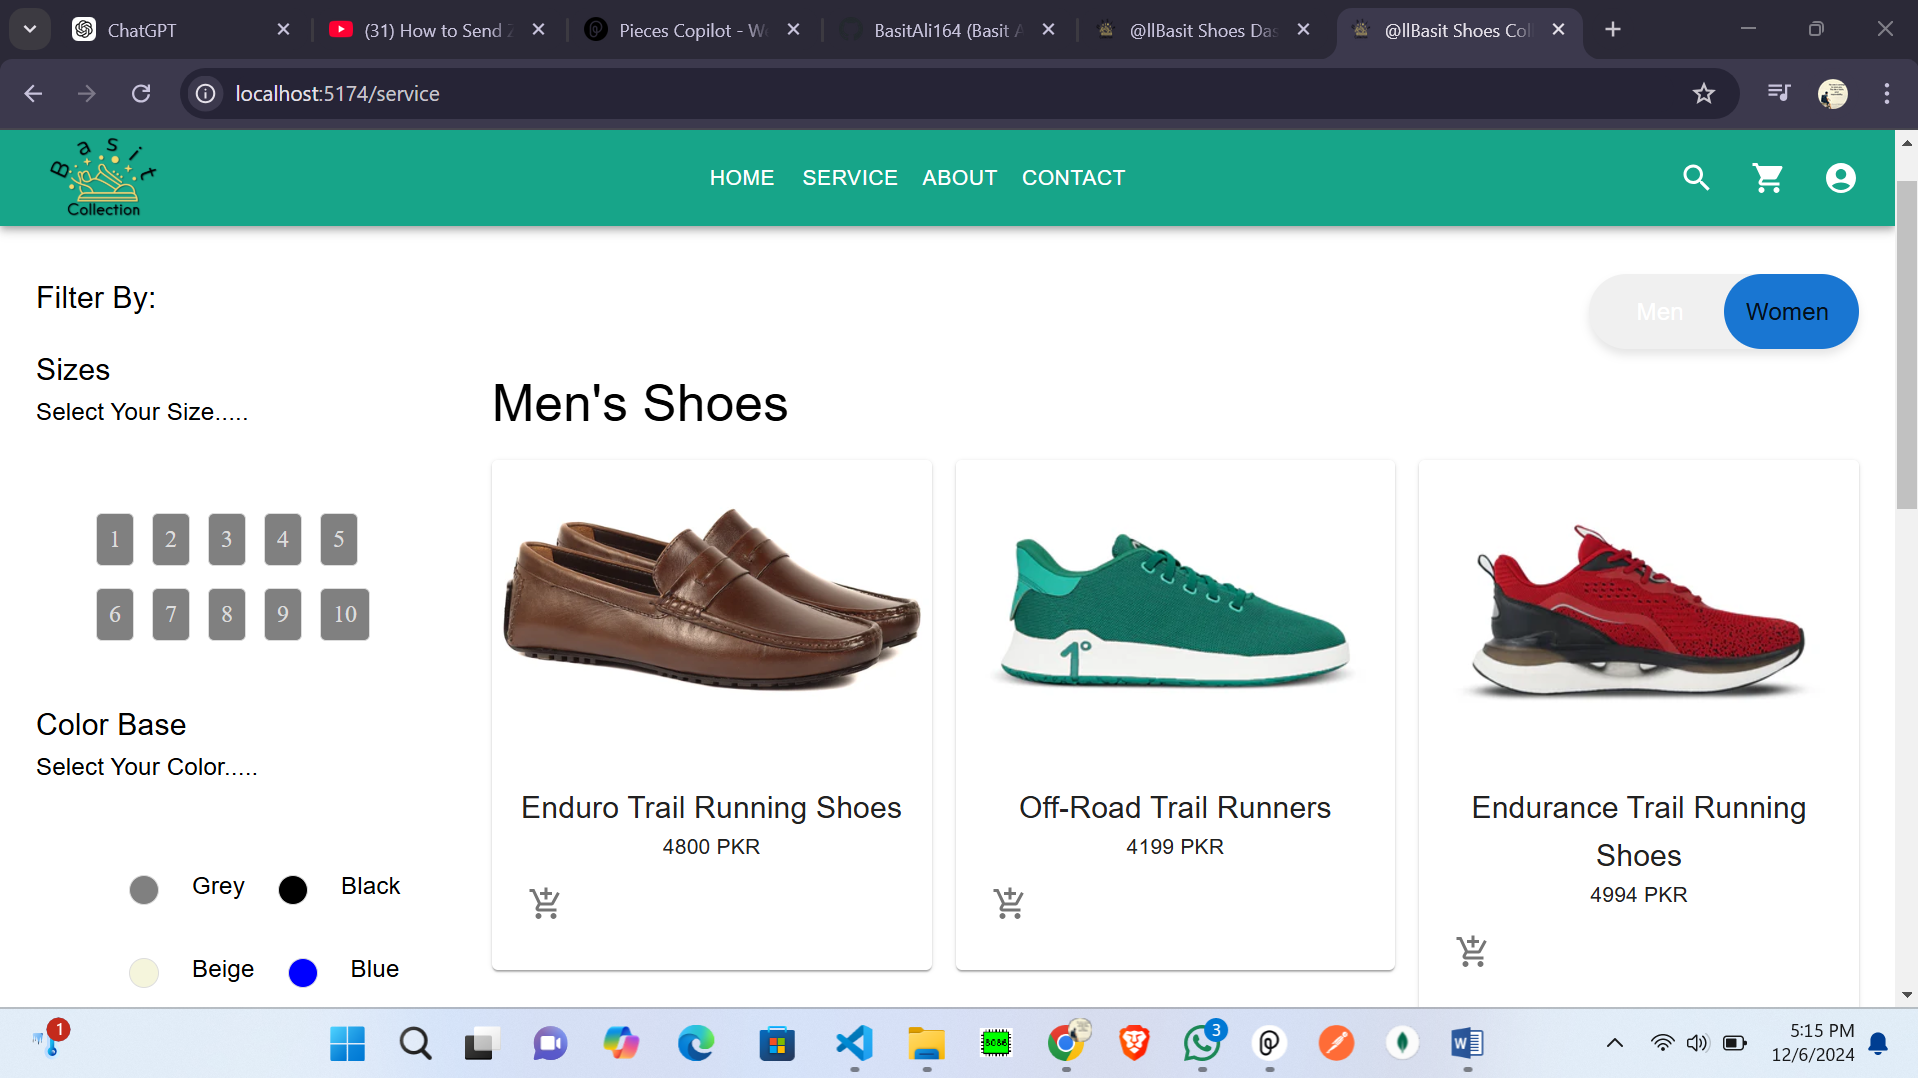 ChatGPT
(31) How to Send
Pieces Copilot - W
BasitAli164 (Basit A
@llBasit Shoes Das
@llBasit Shoes Coll
localhost:5174/service
Basit
Collection
HOME
SERVICE
ABOUT
CONTACT
Filter By:
Men
Women
Sizes
Select Your Size.....
1
2
3
4
5
6
7
8
9
10
Color Base
Select Your Color.....
Grey
Black
Beige
Blue
Men's Shoes
1°
Enduro Trail Running Shoes
4800 PKR
Off-Road Trail Runners
4199 PKR
Endurance Trail Running
Shoes
4994 PKR
1
8086
3
5:15 PM
12/6/2024